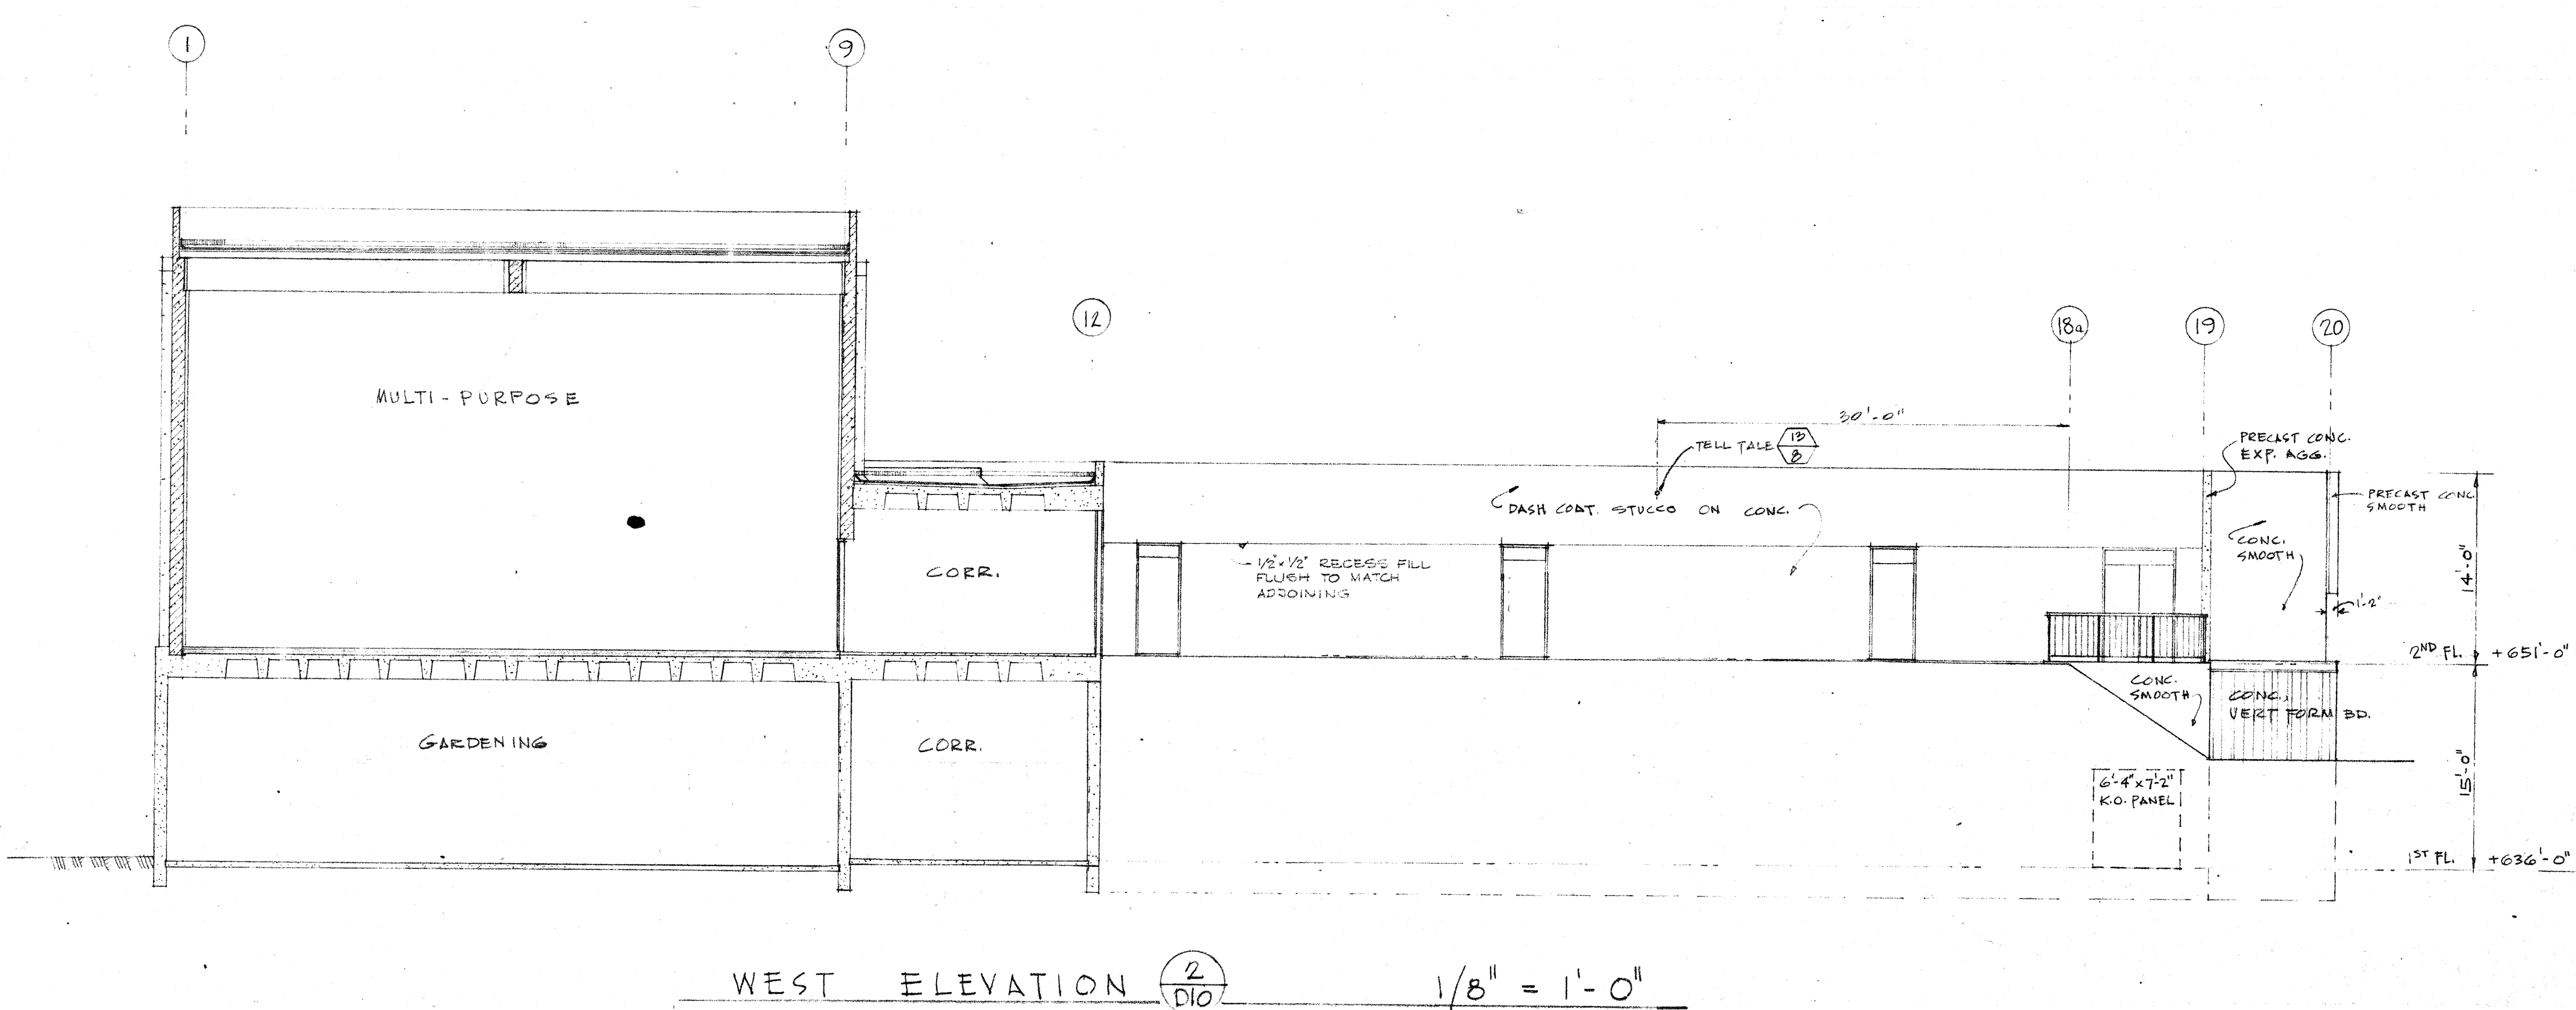 1
9
12
18a
19
20
30'-0"
TELL TALE 13
8
PRECAST CONC.
EXP. AGG.
MULTI - PURPOSE
PRECAST CONC
SMOOTH
DASH COAT. STUCCO ON CONC.
CONC.
SMOOTH
14'-0"
1/2"x1/2" RECESS FILL
FLUSH TO MATCH
ADJOINING
CORR.
1'-2"
2ND FL. +651'-0"
CONC.
SMOOTH
CONC.
VERT FORM BD.
GARDENING
CORR.
15'-0"
6'-4"x7'-2"
K.O. PANEL
1ST FL. +636'-0"
WEST ELEVATION 2
D10
1/8" = 1'-0"